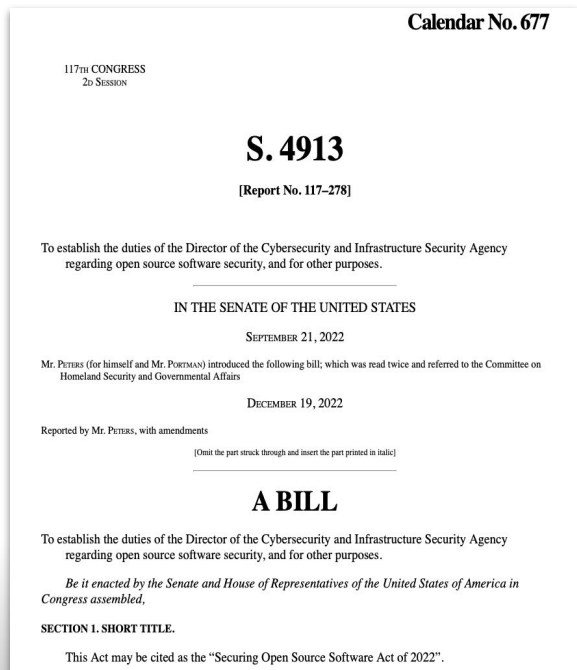 Calendar No. 677
117TH CONGRESS
2D SESSION
S. 4913
[Report No. 117–278]
To establish the duties of the Director of the Cybersecurity and Infrastructure Security Agency
regarding open source software security, and for other purposes.
IN THE SENATE OF THE UNITED STATES
SEPTEMBER 21, 2022
Mr. PETERS (for himself and Mr. PORTMAN) introduced the following bill; which was read twice and referred to the Committee on
Homeland Security and Governmental Affairs
DECEMBER 19, 2022
Reported by Mr. PETERS, with amendments
[Omit the part struck through and insert the part printed in italic]
A BILL
To establish the duties of the Director of the Cybersecurity and Infrastructure Security Agency
regarding open source software security, and for other purposes.
Be it enacted by the Senate and House of Representatives of the United States of America in
Congress assembled,
SECTION 1. SHORT TITLE.
This Act may be cited as the “Securing Open Source Software Act of 2022”.